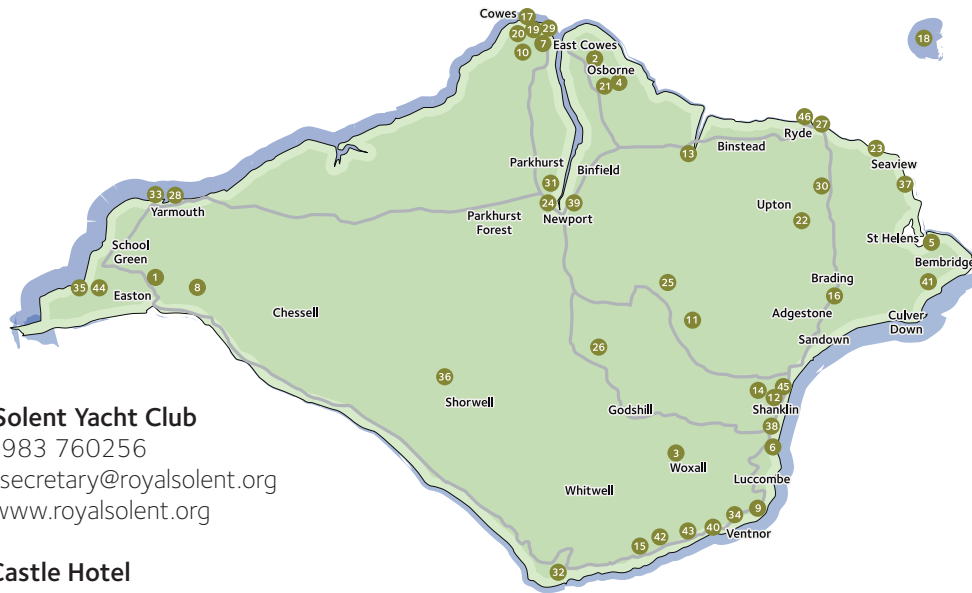 Cowes
17
18
20
19
29
7
10
East Cowes
2
Osborne
21
4
46
27
Ryde
13
Binstead
23
Seaview
Parkhurst
Binfield
31
30
37
33
28
Yarmouth
24
39
Newport
Parkhurst
Forest
Upton
22
St Helens
5
Bembridge
School
Green
1
35
44
8
Easton
25
Brading
16
41
Chessell
11
Adgestone
Culver
Down
Sandown
26
36
Shorwell
14
45
12
Shanklin
Godshill
38
Solent Yacht Club
983 760256
secretary@royalsolent.org
www.royalsolent.org
3
Woxall
6
Luccombe
Whitwell
9
34
40
43
42
15
Ventnor
32
Castle Hotel